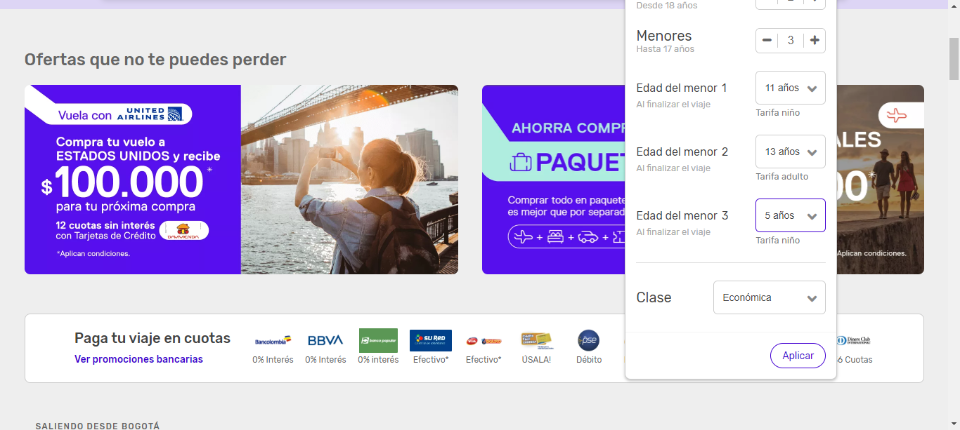 Desde 18 años
Menores
Hasta 17 años
3
Edad del menor 1
Al finalizar el viaje
11 años
Tarifa niño
Edad del menor 2
Al finalizar el viaje
13 años
Tarifa adulto
Edad del menor 3
Al finalizar el viaje
5 años
Tarifa niño
Clase
Económica
Aplicar
Ofertas que no te puedes perder
Vuela con UNITED AIRLINES
Compra tu vuelo a
ESTADOS UNIDOS y recibe
$100.000*
para tu próxima compra
12 cuotas sin interés
con Tarjetas de Crédito DAVIVIENDA
*Aplican condiciones.
AHORRA COMPR
PAQUET
Comprar todo en paquete
es mejor que por separad
ALES
00*
Aplican condiciones.
Paga tu viaje en cuotas
Ver promociones bancarias
Bancolombia
0% Interés
BBVA
0% Interés
banco popular
0% interés
SU RED
Efectivo*
Efectivo*
ÚSALA!
pse
Débito
Diners Club
6 Cuotas
SALIENDO DESDE BOGOTÁ